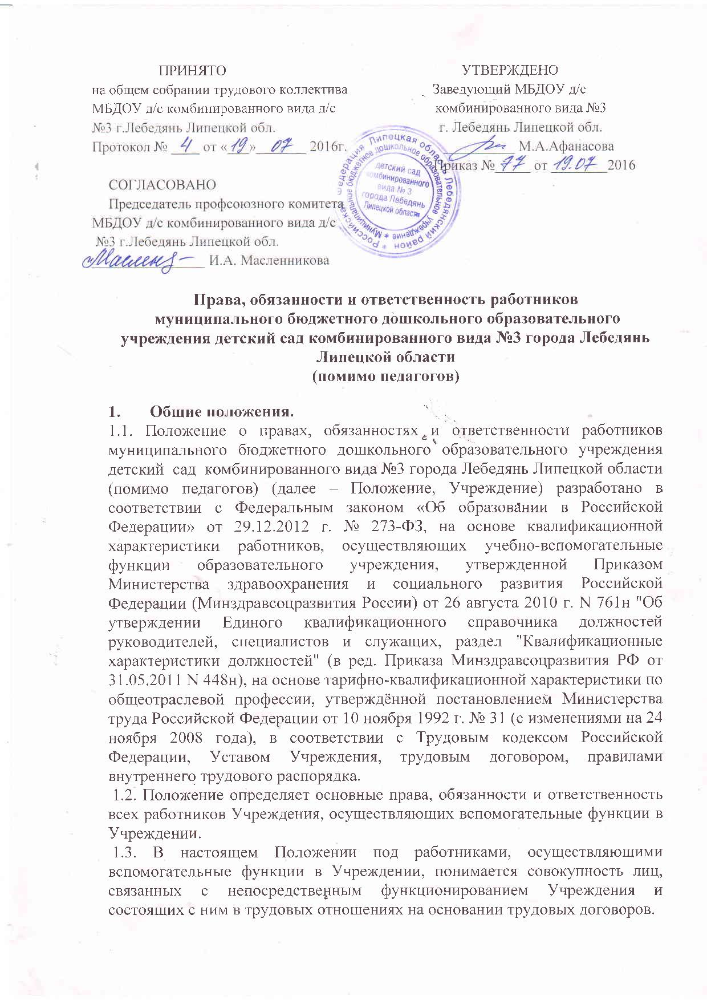 ПРИНЯТО
на общем собрании трудового коллектива
МБДОУ д/с комбинированного вида д/с
№3 г.Лебедянь Липецкой обл.
Протокол № 4 от «19» 07 2016г.
УТВЕРЖДЕНО
Заведующий МБДОУ д/с
комбинированного вида №3
г. Лебедянь Липецкой обл.
М.А.Афанасова
Приказ № 77 от 19.07 2016
СОГЛАСОВАНО
Председатель профсоюзного комитета
МБДОУ д/с комбинированного вида д/с
№3 г.Лебедянь Липецкой обл.
И.А. Масленникова
Российская Федерация Липецкая область Лебедянский район *
Муниципальное бюджетное дошкольное образовательное учреждение *
детский сад
комбинированного
вида № 3
города Лебедянь
Липецкой области
Права, обязанности и ответственность работников
муниципального бюджетного дошкольного образовательного
учреждения детский сад комбинированного вида №3 города Лебедянь
Липецкой области
(помимо педагогов)
1. Общие положения.
1.1. Положение о правах, обязанностях и ответственности работников
муниципального бюджетного дошкольного образовательного учреждения
детский сад комбинированного вида №3 города Лебедянь Липецкой области
(помимо педагогов) (далее – Положение, Учреждение) разработано в
соответствии с Федеральным законом «Об образовании в Российской
Федерации» от 29.12.2012 г. № 273-ФЗ, на основе квалификационной
характеристики работников, осуществляющих учебно-вспомогательные
функции образовательного учреждения, утвержденной Приказом
Министерства здравоохранения и социального развития Российской
Федерации (Минздравсоцразвития России) от 26 августа 2010 г. N 761н "Об
утверждении Единого квалификационного справочника должностей
руководителей, специалистов и служащих, раздел "Квалификационные
характеристики должностей" (в ред. Приказа Минздравсоцразвития РФ от
31.05.2011 N 448н), на основе тарифно-квалификационной характеристики по
общеотраслевой профессии, утверждённой постановлением Министерства
труда Российской Федерации от 10 ноября 1992 г. № 31 (с изменениями на 24
ноября 2008 года), в соответствии с Трудовым кодексом Российской
Федерации, Уставом Учреждения, трудовым договором, правилами
внутреннего трудового распорядка.
1.2. Положение определяет основные права, обязанности и ответственность
всех работников Учреждения, осуществляющих вспомогательные функции в
Учреждении.
1.3. В настоящем Положении под работниками, осуществляющими
вспомогательные функции в Учреждении, понимается совокупность лиц,
связанных с непосредственным функционированием Учреждения и
состоящих с ним в трудовых отношениях на основании трудовых договоров.